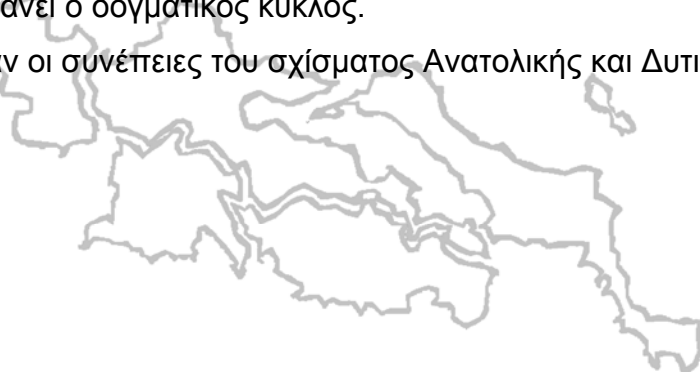 άνει ο δογματικός κύκλος.
ν οι συνέπειες του σχίσματος Ανατολικής και Δυτι